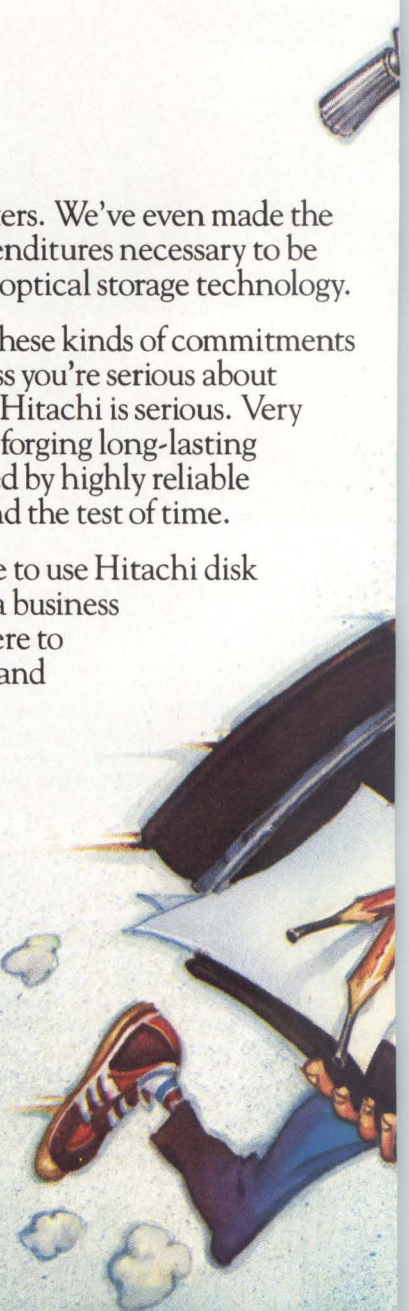 ters. We've even made the
enditures necessary to be
optical storage technology.
hese kinds of commitments
ss you're serious about
Hitachi is serious. Very
forging long-lasting
ed by highly reliable
nd the test of time.
e to use Hitachi disk
a business
ere to
and